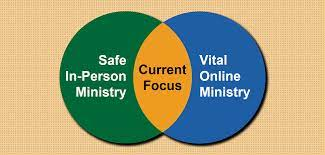 Safe
In-Person
Ministry
Current
Focus
Vital
Online
Ministry